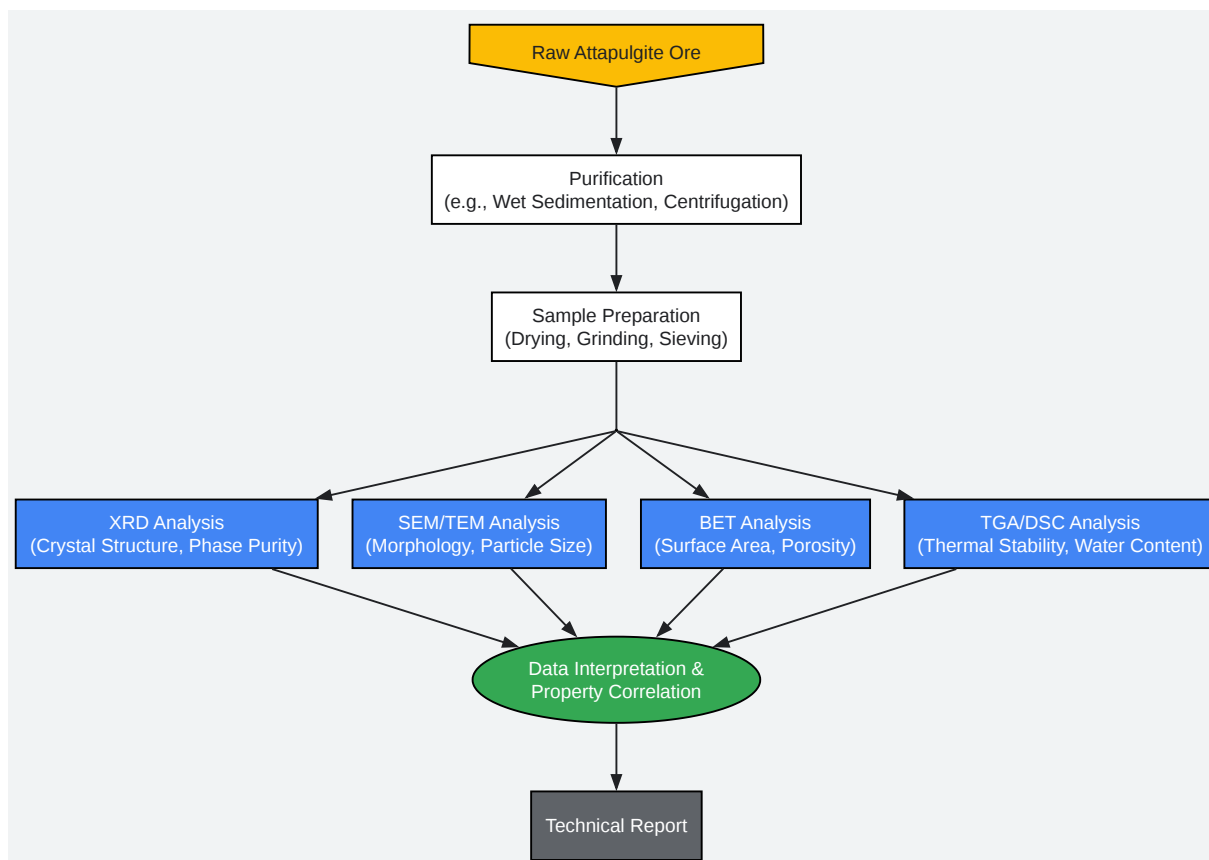 Raw Attapulgite Ore
Purification
(e.g., Wet Sedimentation, Centrifugation)
Sample Preparation
(Drying, Grinding, Sieving)
XRD Analysis
(Crystal Structure, Phase Purity)
SEM/TEM Analysis
(Morphology, Particle Size)
BET Analysis
(Surface Area, Porosity)
TGA/DSC Analysis
(Thermal Stability, Water Content)
Data Interpretation &
Property Correlation
Technical Report